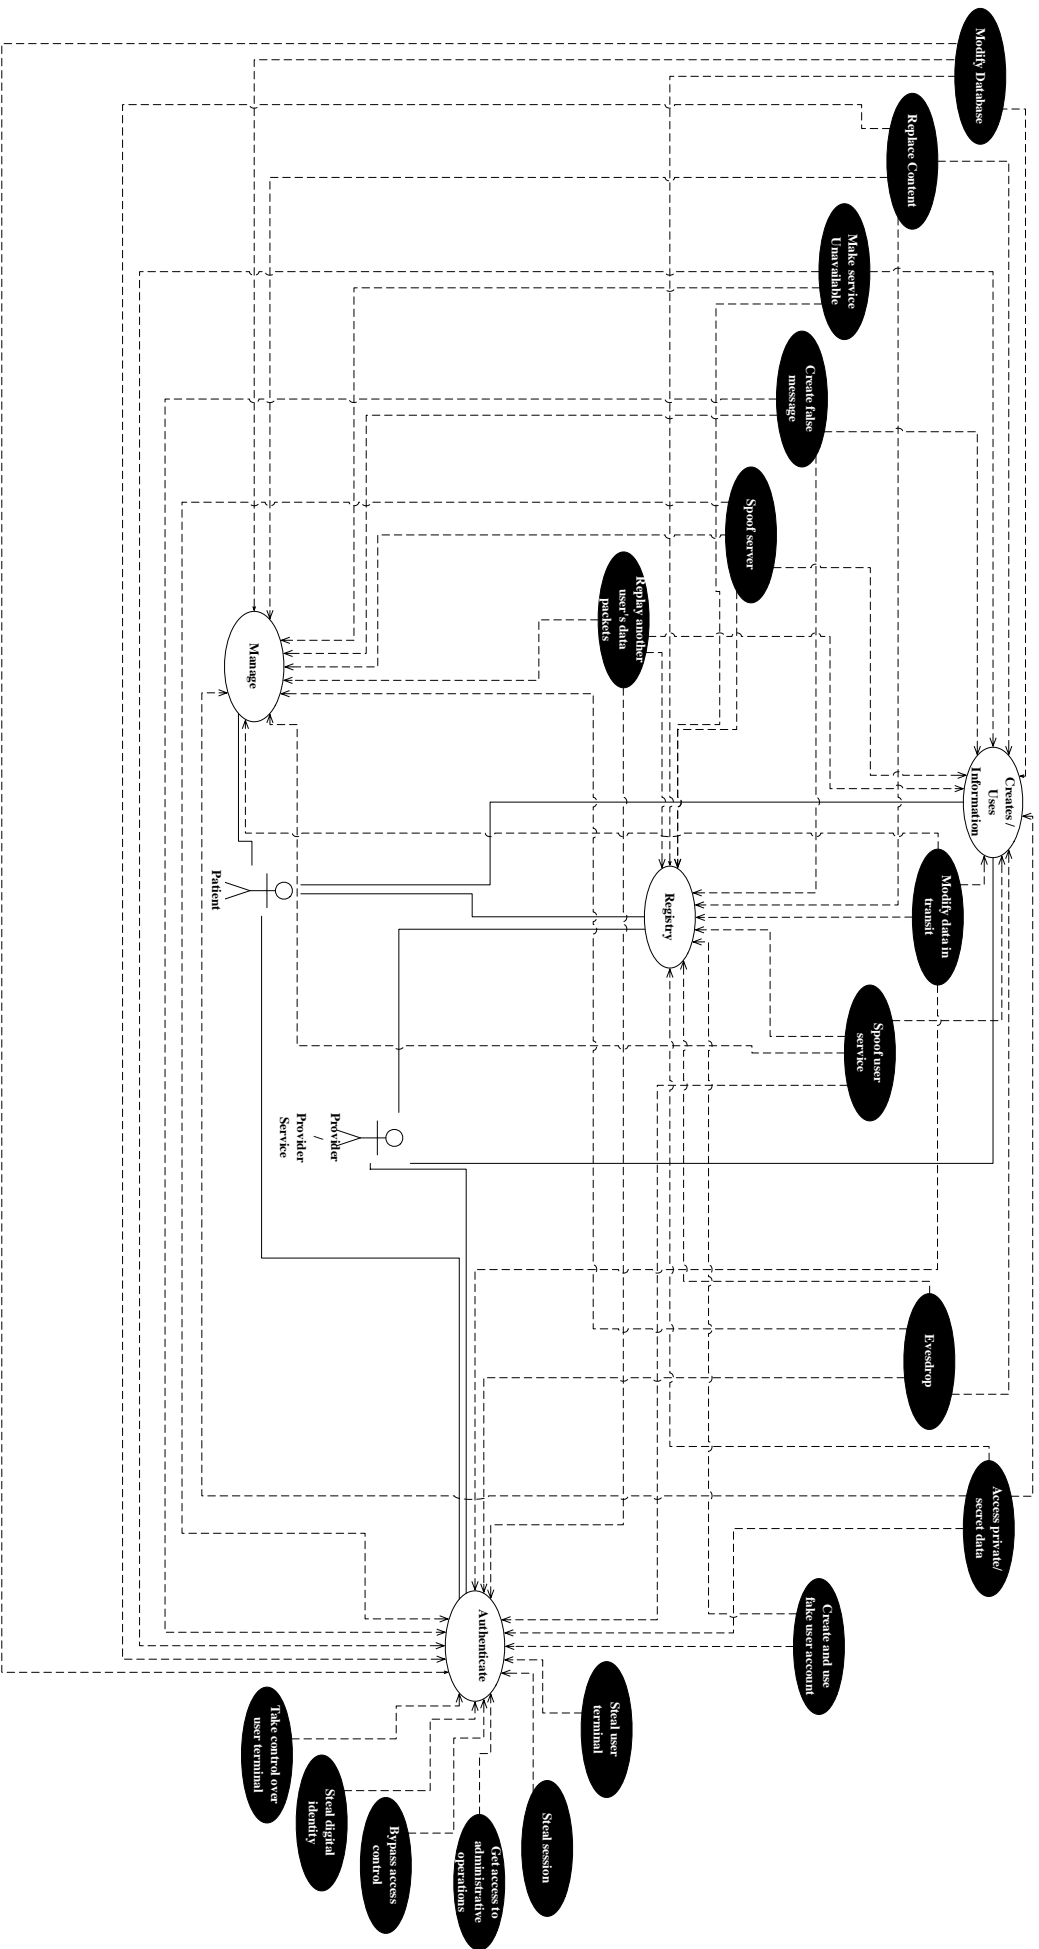 Modify Database
Replace Content
Make service
Unavailable
Create false
message
Spoof server
Replay another
user's data
packets
Manage
Creates /
Uses
Information
Patient
Registry
Modify data in
transit
Spoof user
service
Provider
/
Provider
Service
Evesdrop
Access private/
secret data
Authenticate
Create and use
fake user account
Steal user
terminal
Take control over
user terminal
Steal digital
identity
Bypass access
control
Get access to
administrative
operations
Steal session